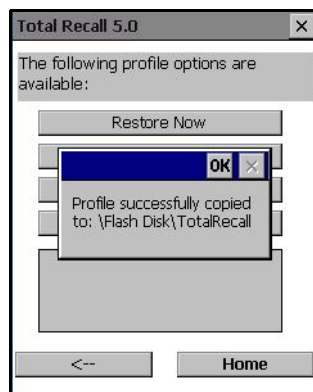 Total Recall 5.0
The following profile options are
available:
Restore Now
OK
Profile successfully copied
to: \Flash Disk\TotalRecall
<--
Home